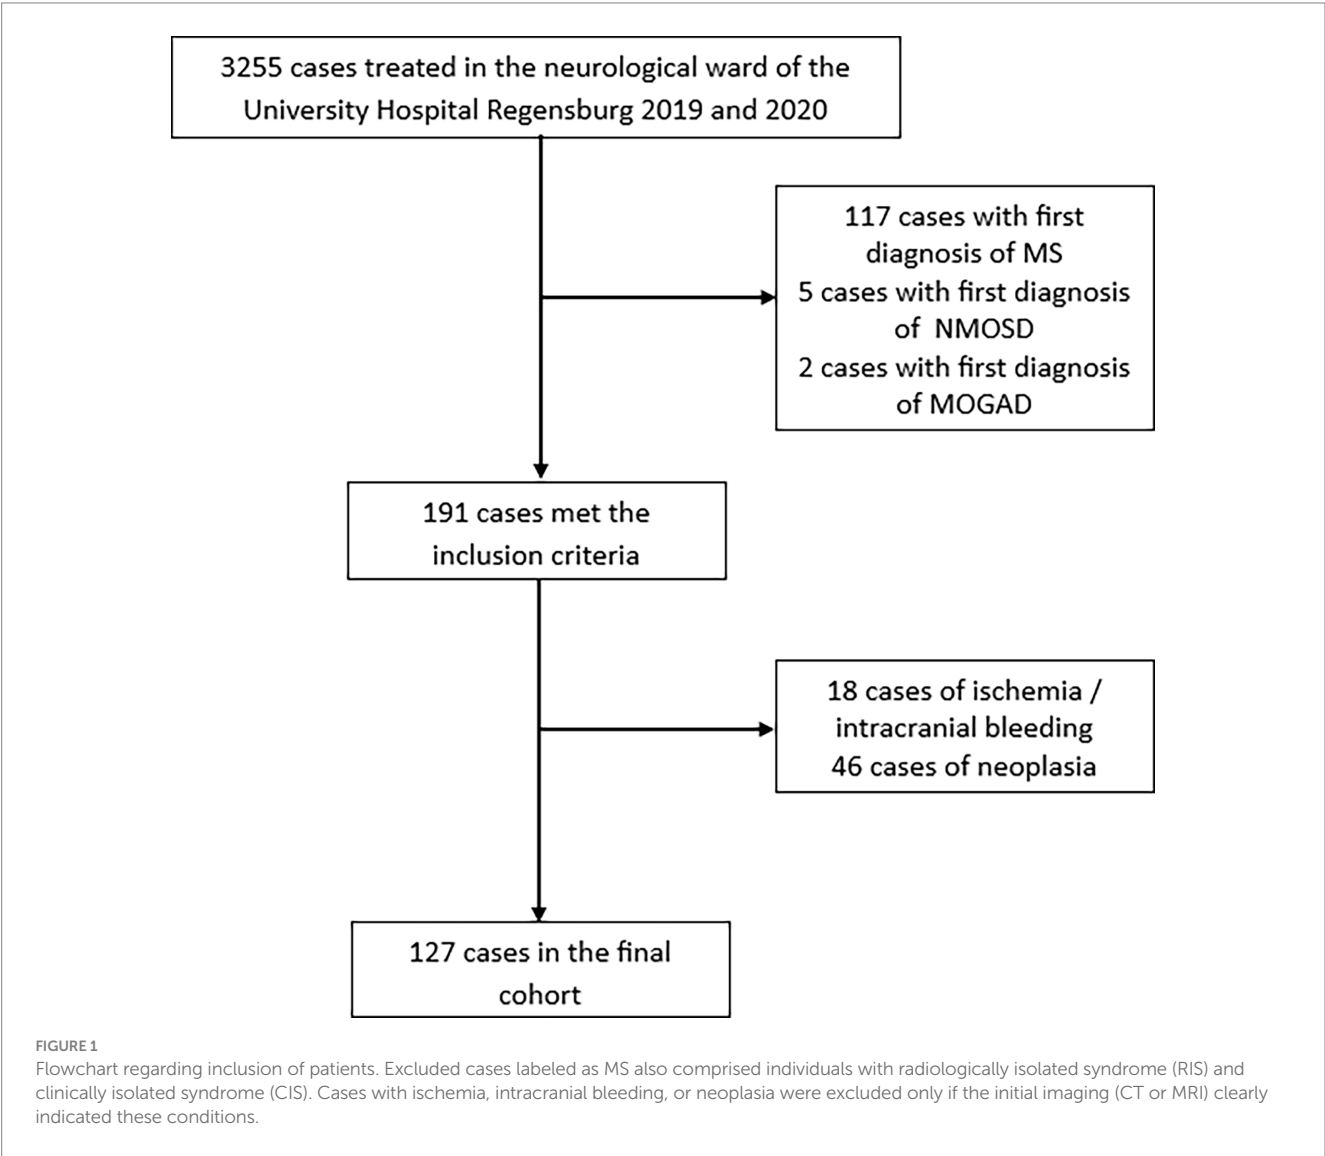 3255 cases treated in the neurological ward of the
University Hospital Regensburg 2019 and 2020
117 cases with first
diagnosis of MS
5 cases with first diagnosis
of NMOSD
2 cases with first diagnosis
of MOGAD
191 cases met the
inclusion criteria
18 cases of ischemia /
intracranial bleeding
46 cases of neoplasia
127 cases in the final
cohort
FIGURE 1
Flowchart regarding inclusion of patients. Excluded cases labeled as MS also comprised individuals with radiologically isolated syndrome (RIS) and
clinically isolated syndrome (CIS). Cases with ischemia, intracranial bleeding, or neoplasia were excluded only if the initial imaging (CT or MRI) clearly
indicated these conditions.